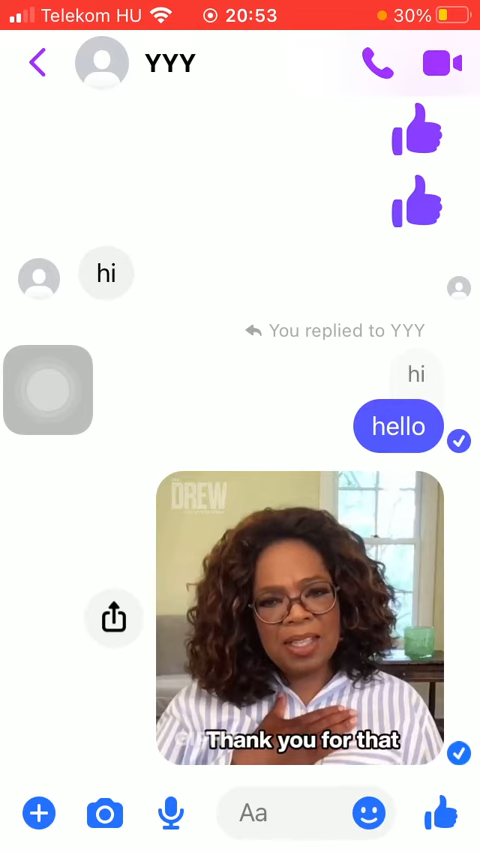 Telekom HU 20:53 30%
YYY
hi
You replied to YYY
hi
hello
DREW
Thank you for that
Aa